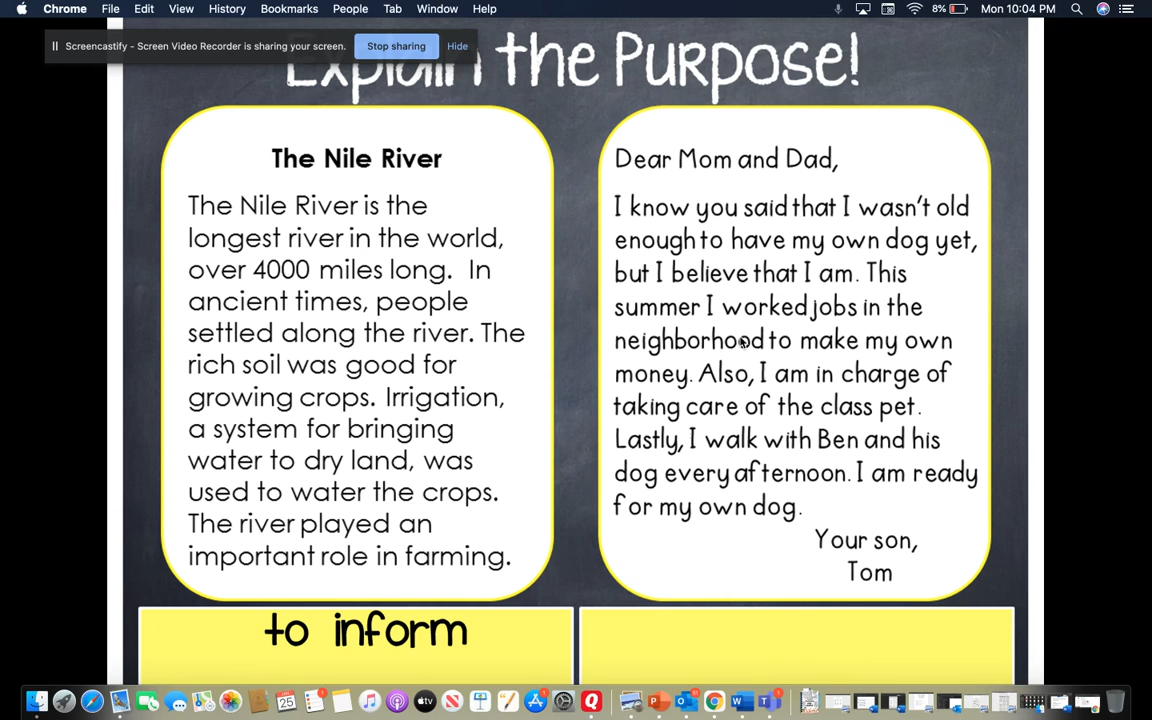 Chrome File Edit View History Bookmarks People Tab Window Help
8% Mon 10:04 PM
Screencastify - Screen Video Recorder is sharing your screen. Stop sharing Hide
Explain the Purpose!
The Nile River
The Nile River is the
longest river in the world,
over 4000 miles long. In
ancient times, people
settled along the river. The
rich soil was good for
growing crops. Irrigation,
a system for bringing
water to dry land, was
used to water the crops.
The river played an
important role in farming.
to inform
Dear Mom and Dad,
I know you said that I wasn't old
enough to have my own dog yet,
but I believe that I am. This
summer I worked jobs in the
neighborhood to make my own
money. Also, I am in charge of
taking care of the class pet.
Lastly, I walk with Ben and his
dog every afternoon. I am ready
for my own dog.
Your son,
Tom